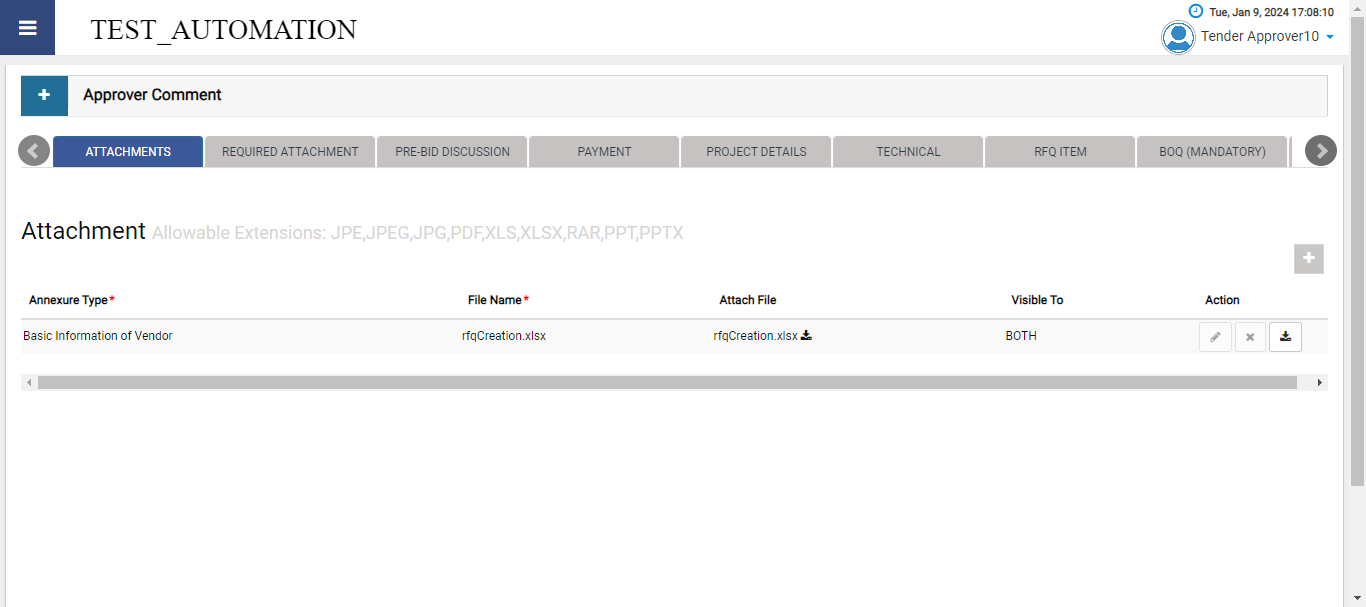 Tue, Jan 9, 2024 17:08:10
TEST_AUTOMATION
Tender Approver10
Approver Comment
ATTACHMENTS REQUIRED ATTACHMENT PRE-BID DISCUSSION PAYMENT PROJECT DETAILS TECHNICAL RFQ ITEM BOQ (MANDATORY)
Attachment Allowable Extensions: JPE,JPEG,JPG,PDF,XLS,XLSX,RAR,PPT,PPTX
Annexure Type* File Name* Attach File Visible To Action
Basic Information of Vendor rfqCreation.xlsx rfqCreation.xlsx BOTH